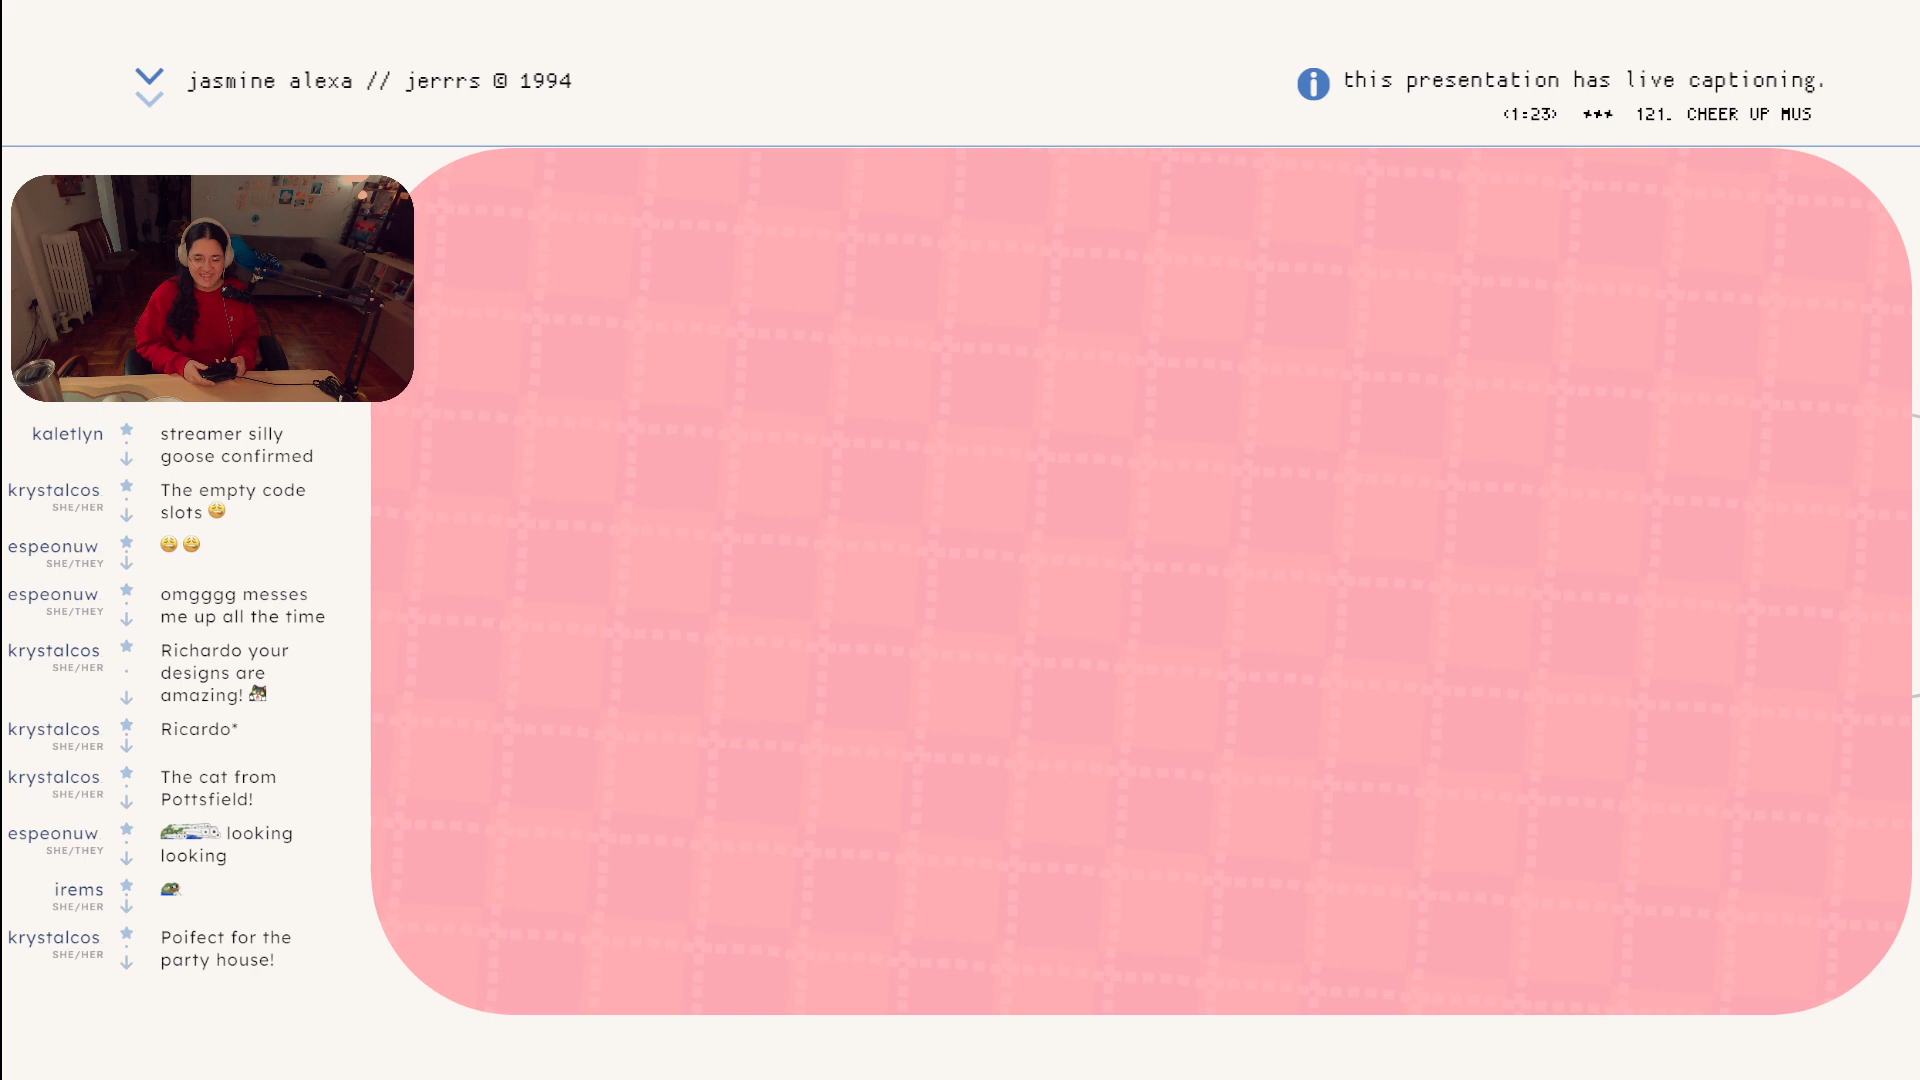 jasmine alexa // jerrrs © 1994
this presentation has live captioning.
<1:23> *** 121. CHEER UP MUS
kaletlyn
streamer silly
goose confirmed
krystalcos
SHE/HER
The empty code
slots
espeonuw
SHE/THEY
espeonuw
SHE/THEY
omgggg messes
me up all the time
krystalcos
SHE/HER
Richardo your
designs are
amazing!
krystalcos
SHE/HER
Ricardo*
krystalcos
SHE/HER
The cat from
Pottsfield!
espeonuw
SHE/THEY
looking
looking
irems
SHE/HER
krystalcos
SHE/HER
Poifect for the
party house!